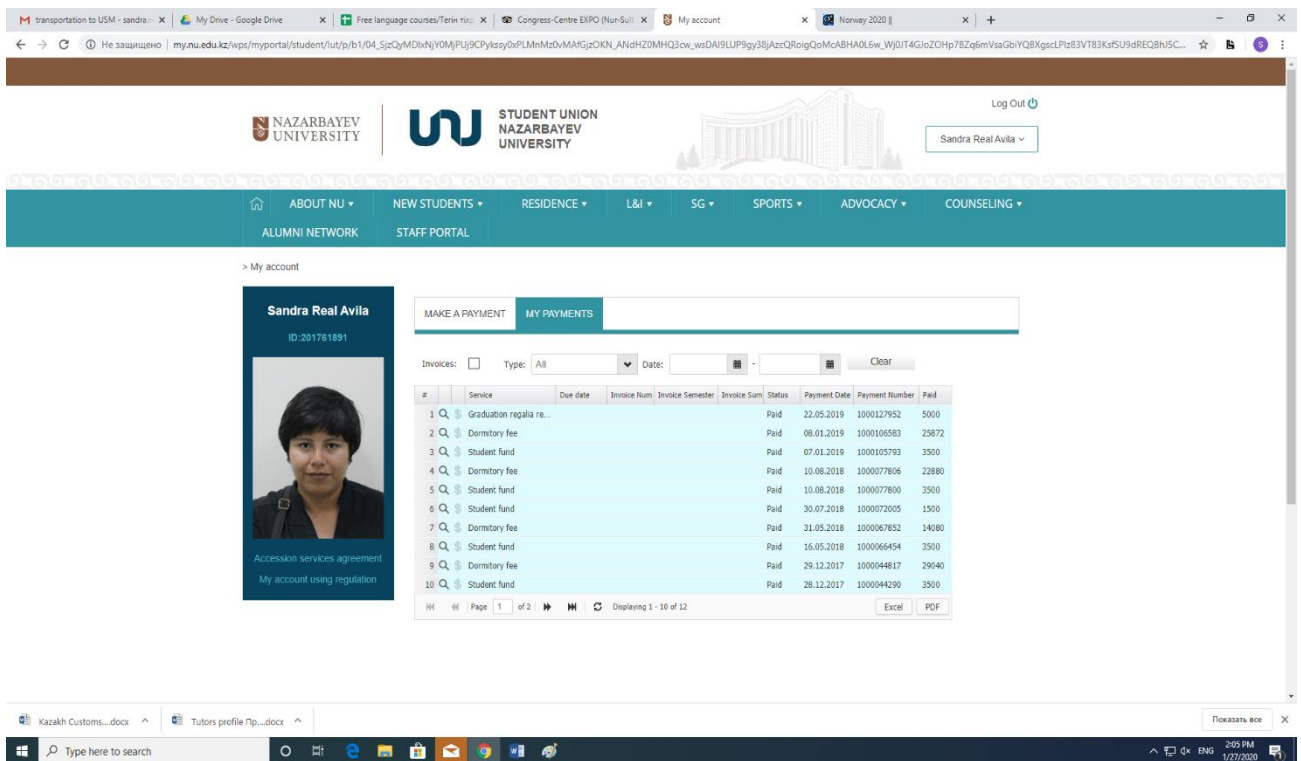 transportation to USM - sandra.r
My Drive - Google Drive
Free language courses/Тегін тілд
Congress-Centre EXPO (Nur-Sult
My account
Norway 2020 ||
Не защищено | my.nu.edu.kz/wps/myportal/student/lut/p/b1/
Log Out
NAZARBAYEV
UNIVERSITY
STUDENT UNION
NAZARBAYEV
UNIVERSITY
Sandra Real Avila
ABOUT NU NEW STUDENTS RESIDENCE L&I SG SPORTS ADVOCACY COUNSELING
ALUMNI NETWORK STAFF PORTAL
> My account
Sandra Real Avila
ID:201761891
Accession services agreement
My account using regulation
MAKE A PAYMENT MY PAYMENTS
Invoices: Type: All Date: - Clear
# Service Due date Invoice Num Invoice Semester Invoice Sum Status Payment Date Payment Number Paid
1 Graduation regalia re... Paid 22.05.2019 1000127952 5000
2 Dormitory fee Paid 08.01.2019 1000106583 25872
3 Student fund Paid 07.01.2019 1000105793 3500
4 Dormitory fee Paid 10.08.2018 1000077806 22880
5 Student fund Paid 10.08.2018 1000077800 3500
6 Student fund Paid 30.07.2018 1000072005 1500
7 Dormitory fee Paid 31.05.2018 1000067852 14080
8 Student fund Paid 16.05.2018 1000066454 3500
9 Dormitory fee Paid 29.12.2017 1000044817 29040
10 Student fund Paid 28.12.2017 1000044290 3500
Page 1 of 2 Displaying 1 - 10 of 12 Excel PDF
Kazakh Customs....docx
Tutors profile Пр....docx
Показать все
Type here to search
ENG
2:05 PM
1/27/2020